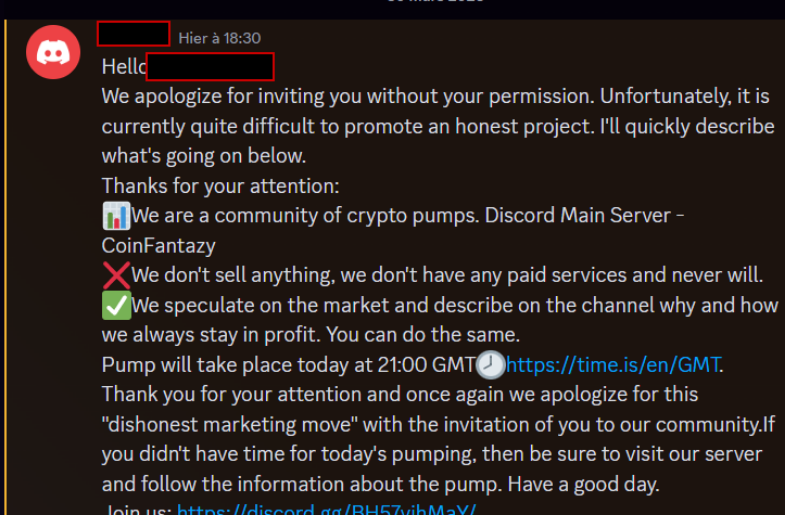 Hier à 18:30
Hello
We apologize for inviting you without your permission. Unfortunately, it is
currently quite difficult to promote an honest project. I'll quickly describe
what's going on below.
Thanks for your attention:
📊We are a community of crypto pumps. Discord Main Server -
CoinFantazy
❌We don't sell anything, we don't have any paid services and never will.
✅We speculate on the market and describe on the channel why and how
we always stay in profit. You can do the same.
Pump will take place today at 21:00 GMT🕗https://time.is/en/GMT.
Thank you for your attention and once again we apologize for this
"dishonest marketing move" with the invitation of you to our community.If
you didn't have time for today's pumping, then be sure to visit our server
and follow the information about the pump. Have a good day.
Join us: